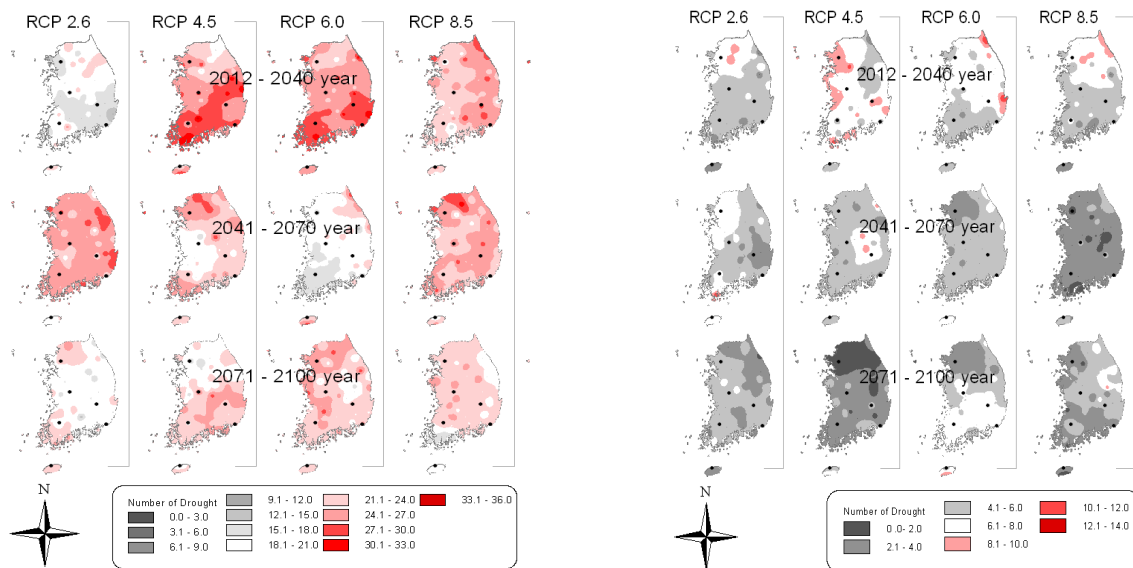 RCP 2.6 RCP 4.5 RCP 6.0 RCP 8.5
2012 - 2040 year
2041 - 2070 year
2071 - 2100 year
N
Number of Drought
0.0 - 3.0
3.1 - 6.0
6.1 - 9.0
9.1 - 12.0
12.1 - 15.0
15.1 - 18.0
18.1 - 21.0
21.1 - 24.0
24.1 - 27.0
27.1 - 30.0
30.1 - 33.0
33.1 - 36.0
RCP 2.6 RCP 4.5 RCP 6.0 RCP 8.5
2012 - 2040 year
2041 - 2070 year
2071 - 2100 year
N
Number of Drought
0.0- 2.0
2.1 - 4.0
4.1 - 6.0
6.1 - 8.0
8.1 - 10.0
10.1 - 12.0
12.1 - 14.0